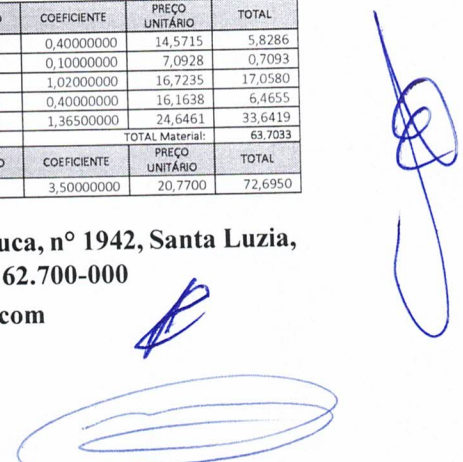 COEFICIENTE PREÇO UNITÁRIO TOTAL
0,40000000 14,5715 5,8286
0,10000000 7,0928 0,7093
1,02000000 16,7235 17,0580
0,40000000 16,1638 6,4655
1,36500000 24,6461 33,6419
TOTAL Material: 63,7033
COEFICIENTE PREÇO UNITÁRIO TOTAL
3,50000000 20,7700 72,6950
uca, n° 1942, Santa Luzia,
62.700-000
com